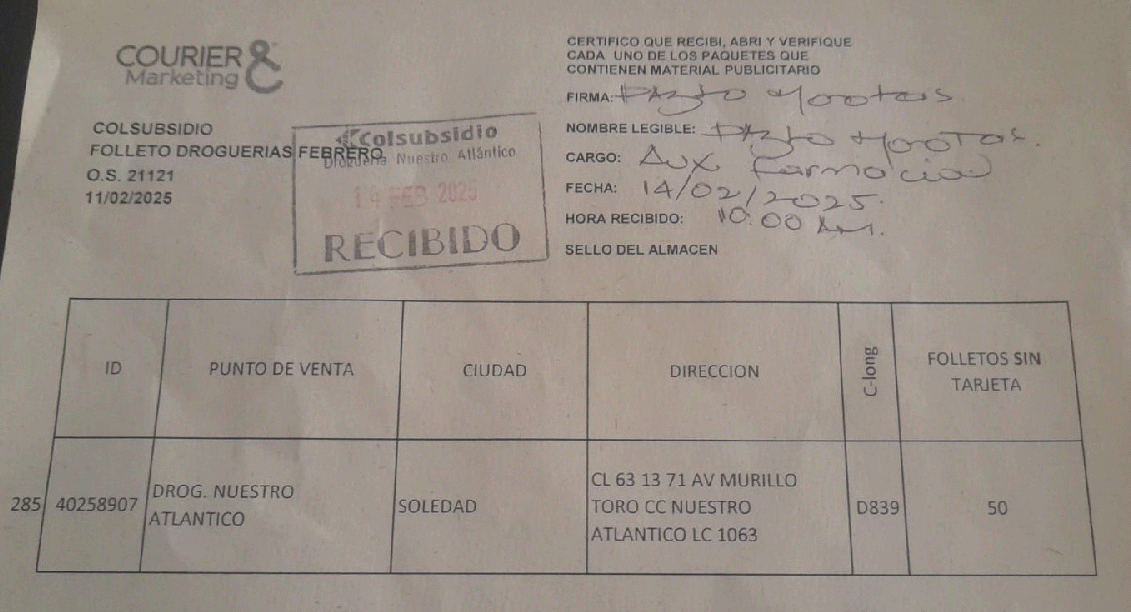 COURIER &
Marketing
COLSUBSIDIO
FOLLETO DROGUERIAS FEBRERO
O.S. 21121
11/02/2025
Colsubsidio
Droguería Nuestro Atlántico
14 FEB 2025
RECIBIDO
CERTIFICO QUE RECIBI, ABRI Y VERIFIQUE
CADA UNO DE LOS PAQUETES QUE
CONTIENEN MATERIAL PUBLICITARIO
FIRMA:
NOMBRE LEGIBLE:
CARGO: Aux Farmacia
FECHA: 14/02/2025.
HORA RECIBIDO: 10:00 Am.
SELLO DEL ALMACEN
ID PUNTO DE VENTA CIUDAD DIRECCION C-long FOLLETOS SIN
TARJETA
285 40258907 DROG. NUESTRO
ATLANTICO
SOLEDAD
CL 63 13 71 AV MURILLO
TORO CC NUESTRO
ATLANTICO LC 1063
D839
50